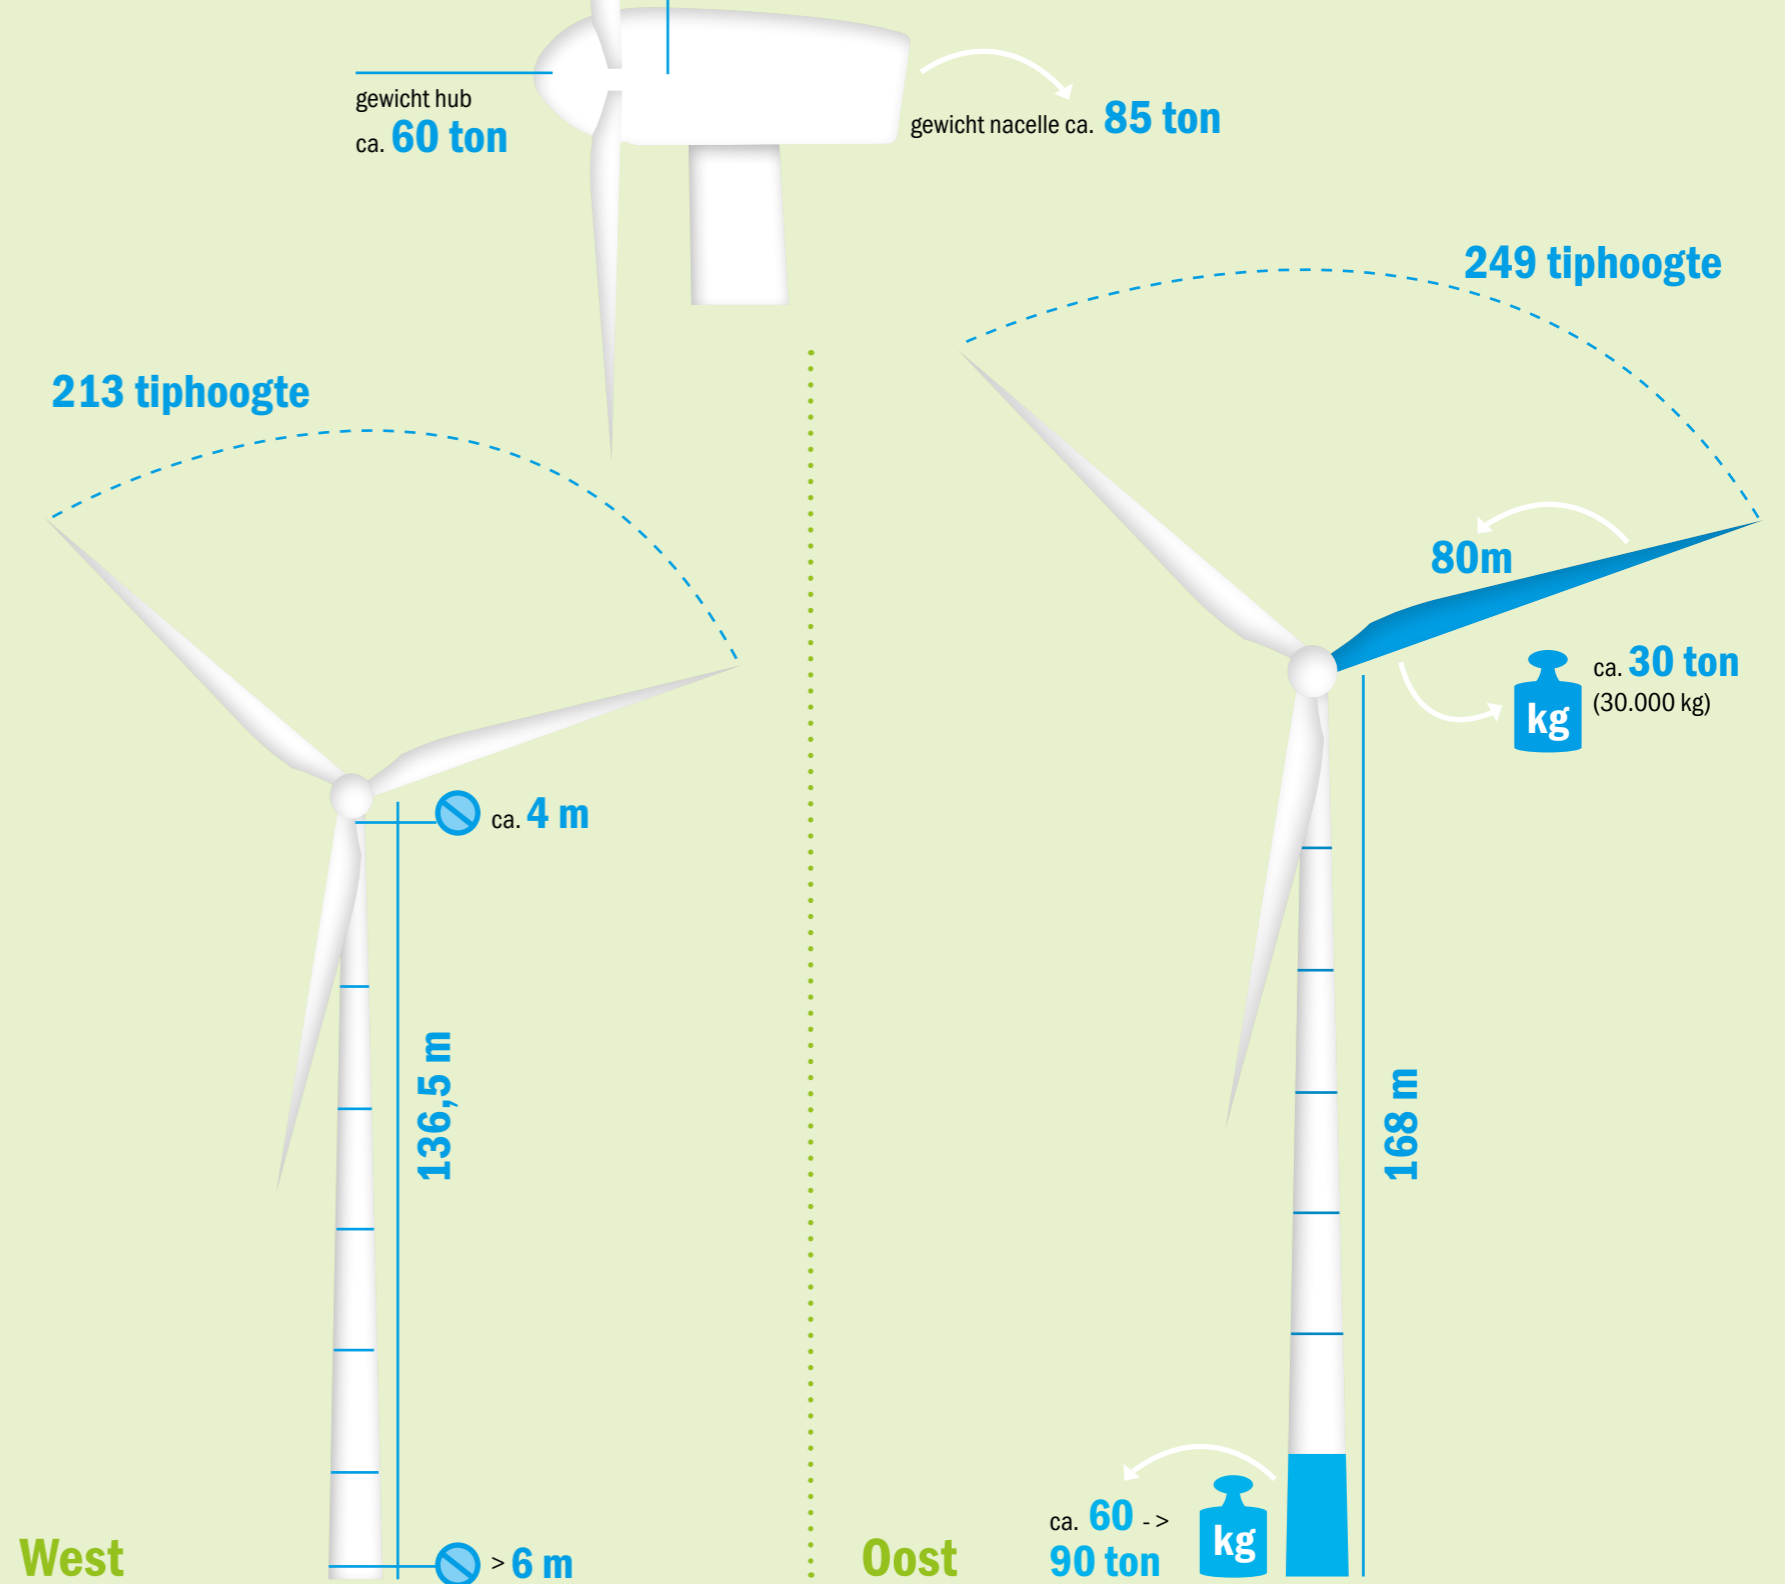 gewicht hub
ca. 60 ton
gewicht nacelle ca. 85 ton
249 tiphoogte
213 tiphoogte
80m
ca. 30 ton
(30.000 kg)
kg
ca. 4 m
136,5 m
168 m
ca. 60 - >
90 ton
kg
West
> 6 m
Oost